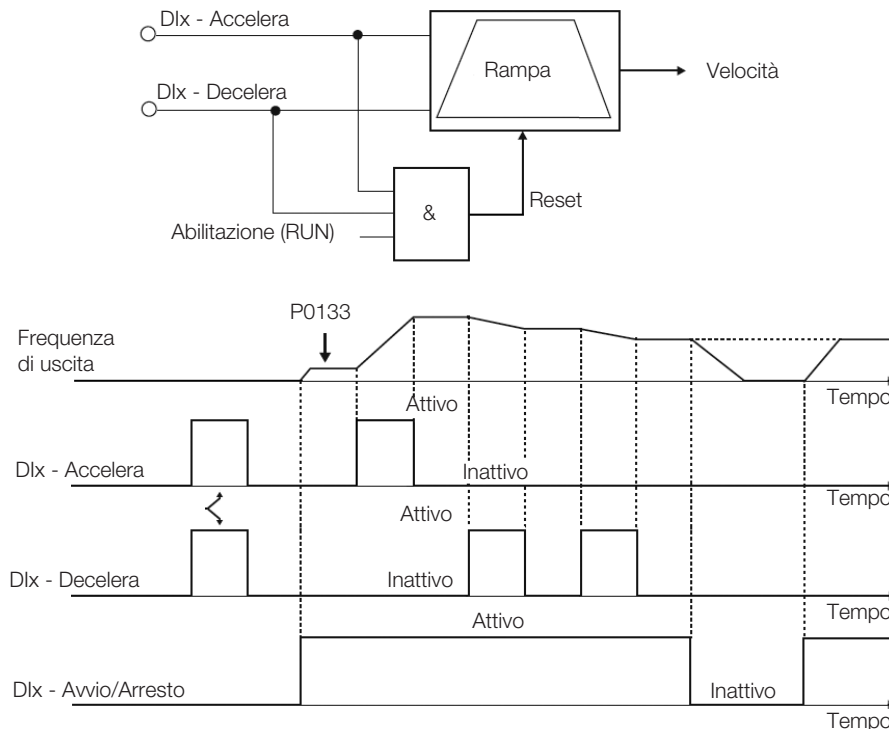 DIx - Accelera
Rampa
Velocità
DIx - Decelera
Reset
&
Abilitazione (RUN)
P0133
Frequenza
di uscita
Tempo
Attivo
DIx - Accelera
Inattivo
Tempo
Attivo
DIx - Decelera
Inattivo
Tempo
Attivo
DIx - Avvio/Arresto
Inattivo
Tempo